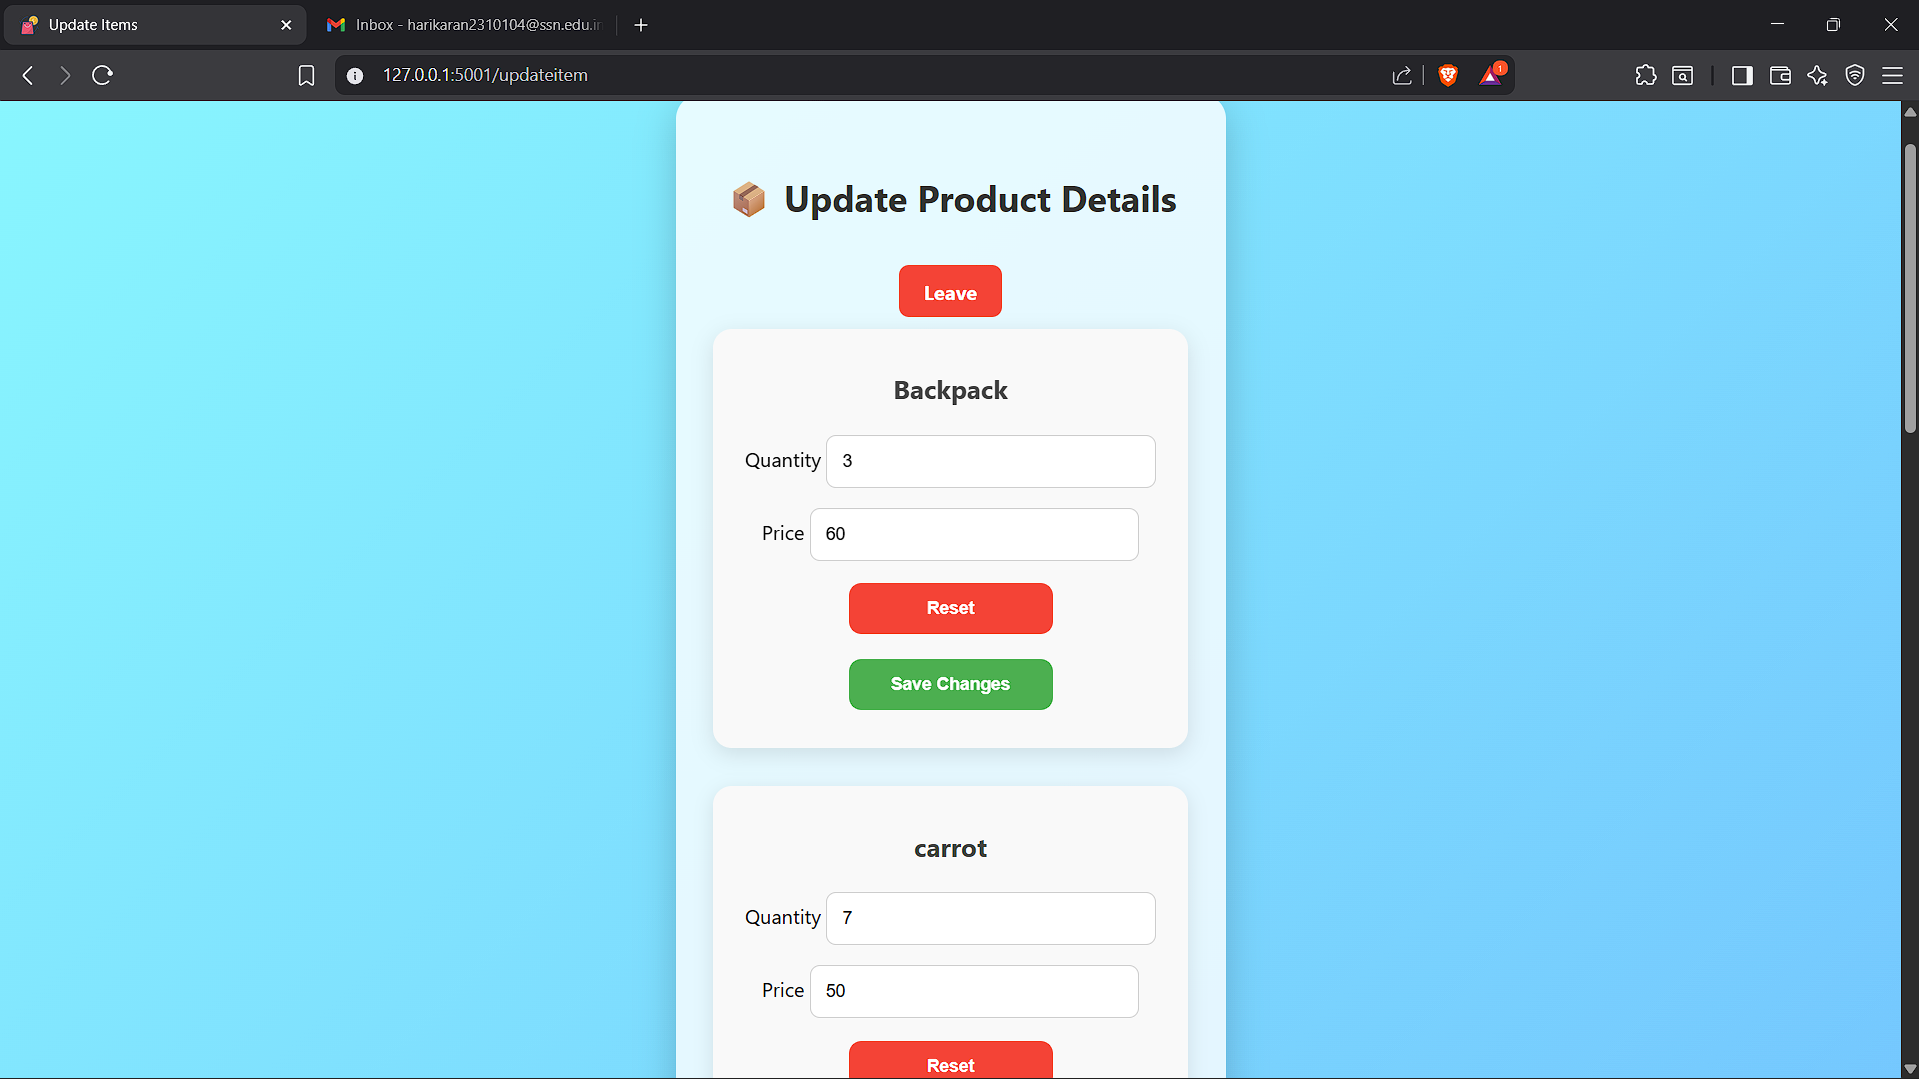 Update Items
Inbox - harikaran2310104@ssn.edu.in
127.0.0.1:5001/updateitem
1
Update Product Details
Leave
Backpack
Quantity 3
Price 60
Reset
Save Changes
carrot
Quantity 7
Price 50
Reset